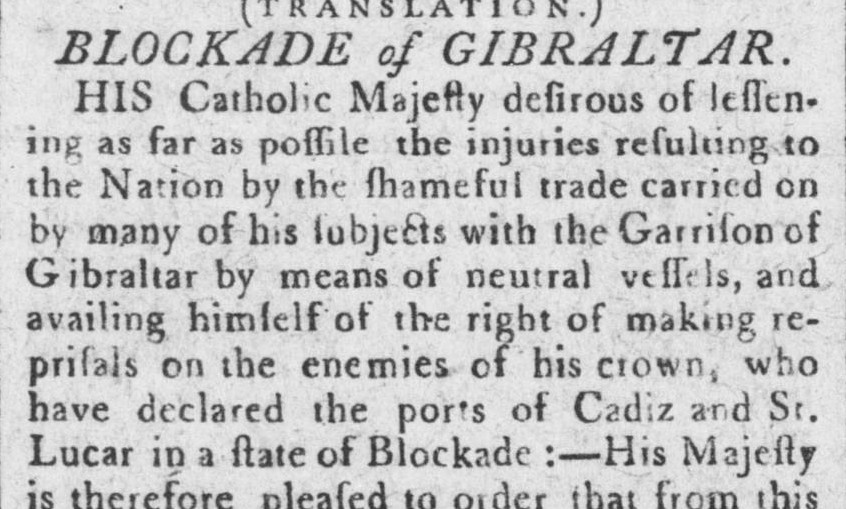 (TRANSLATION.)
BLOCKADE of GIBRALTAR.
HIS Catholic Majeſty deſirous of leſſen-
ing as far as poſſile the injuries reſulting to
the Nation by the ſhameful trade carried on
by many of his ſubjects with the Garriſon of
Gibraltar by means of neutral veſſels, and
availing himſelf of the right of making re-
priſals on the enemies of his crown, who
have declared the ports of Cadiz and St.
Lucar in a ſtate of Blockade :—His Majeſty
is therefore pleaſed to order that from this